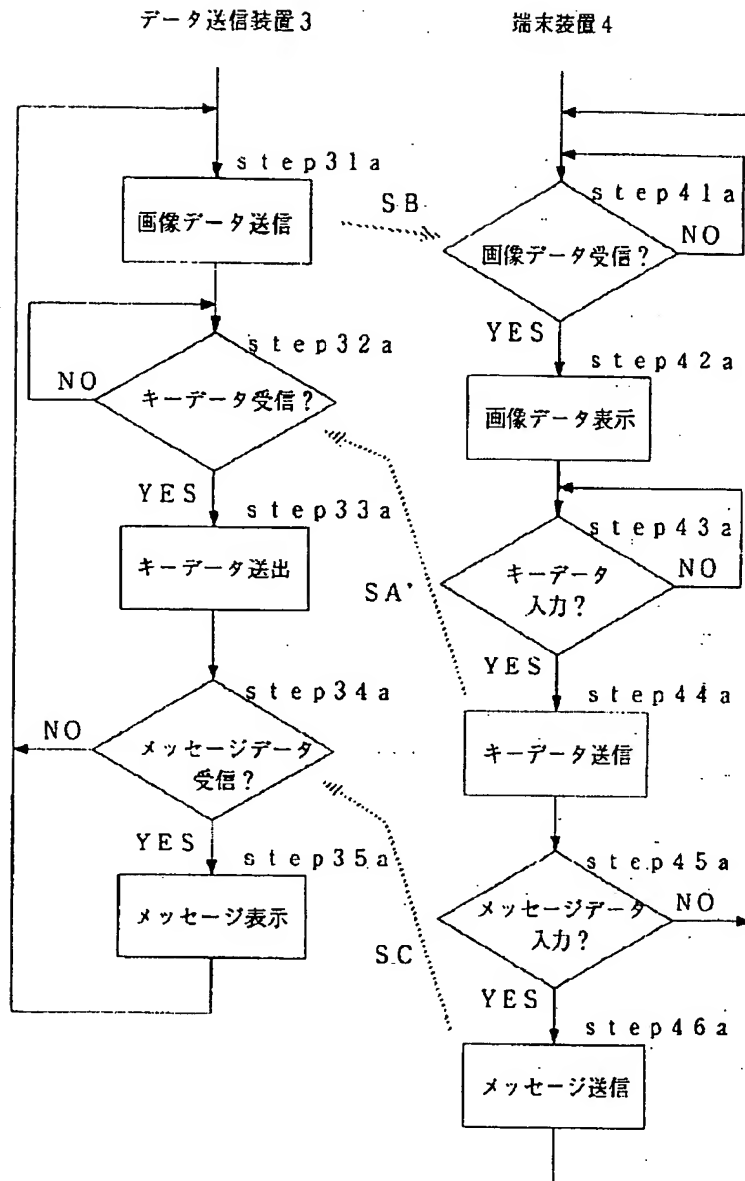 データ送信装置3
端末装置4
step31a
画像データ送信
SB
step41a
画像データ受信?
NO
YES
step32a
キーデータ受信?
NO
YES
step42a
画像データ表示
step33a
キーデータ送出
step43a
キーデータ
入力?
NO
SA'
YES
step34a
メッセージデータ
受信?
NO
YES
step44a
キーデータ送信
step35a
メッセージ表示
step45a
メッセージデータ
入力?
NO
SC
YES
step46a
メッセージ送信